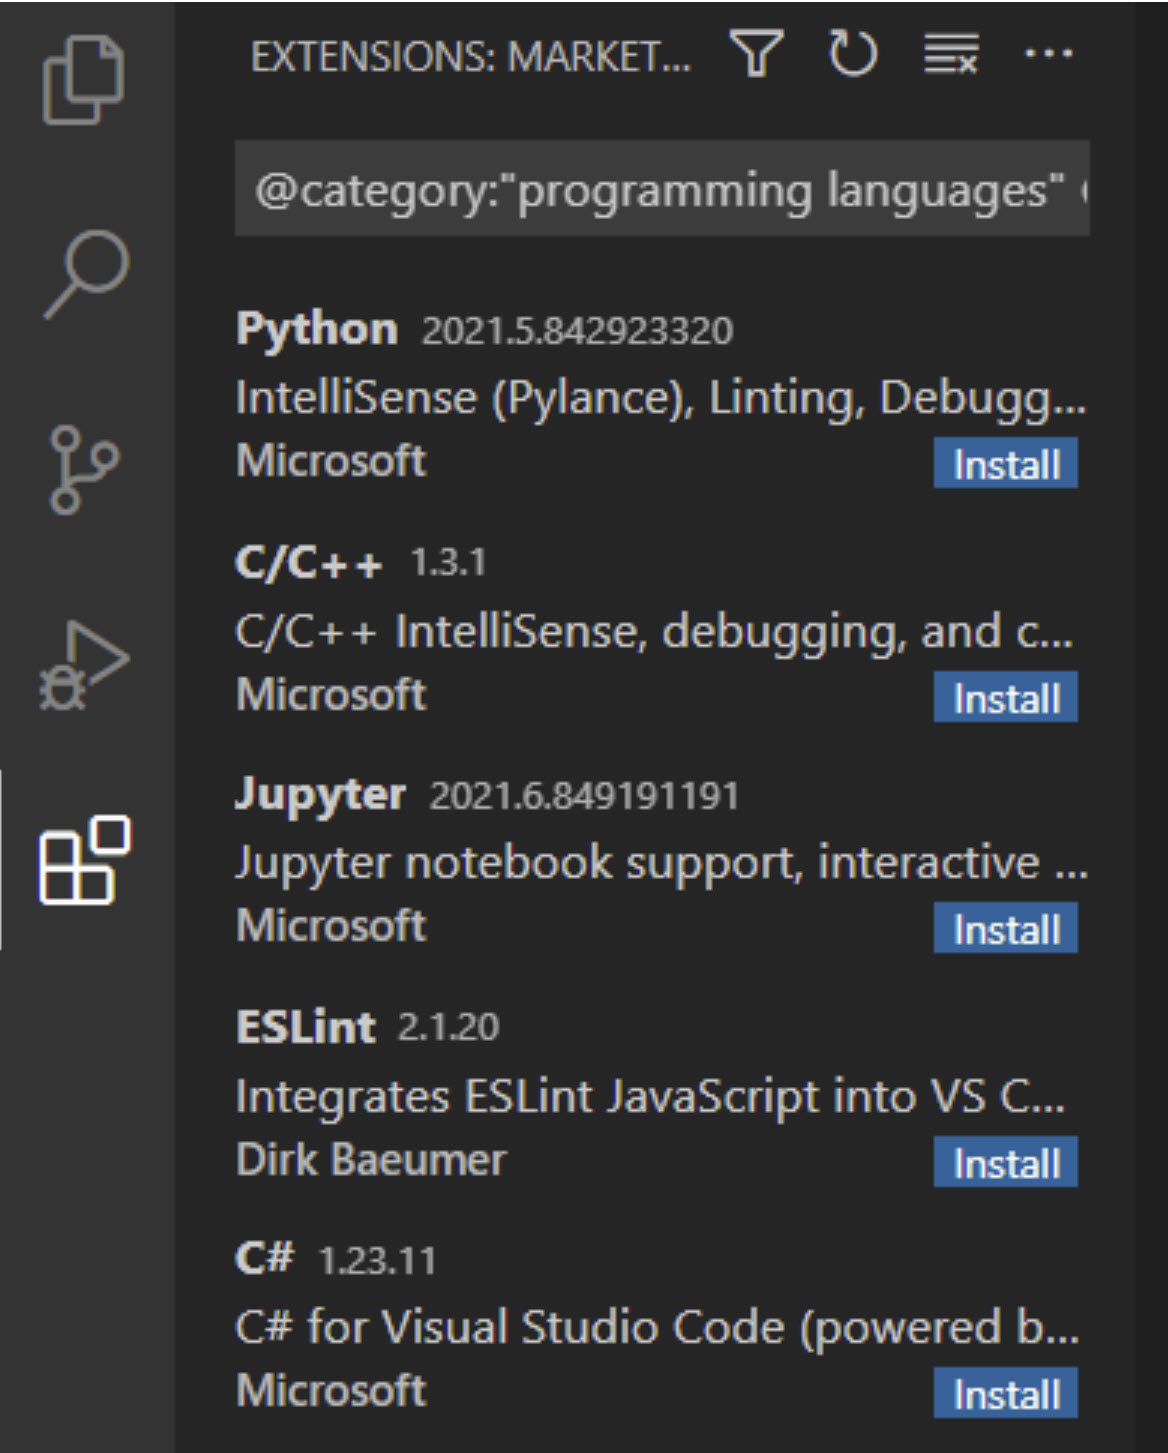 EXTENSIONS: MARKET...
@category:"programming languages"
Python 2021.5.842923320
IntelliSense (Pylance), Linting, Debugg...
Microsoft
Install
C/C++ 1.3.1
C/C++ IntelliSense, debugging, and c...
Microsoft
Install
Jupyter 2021.6.849191191
Jupyter notebook support, interactive ...
Microsoft
Install
ESLint 2.1.20
Integrates ESLint JavaScript into VS C...
Dirk Baeumer
Install
C# 1.23.11
C# for Visual Studio Code (powered b...
Microsoft
Install